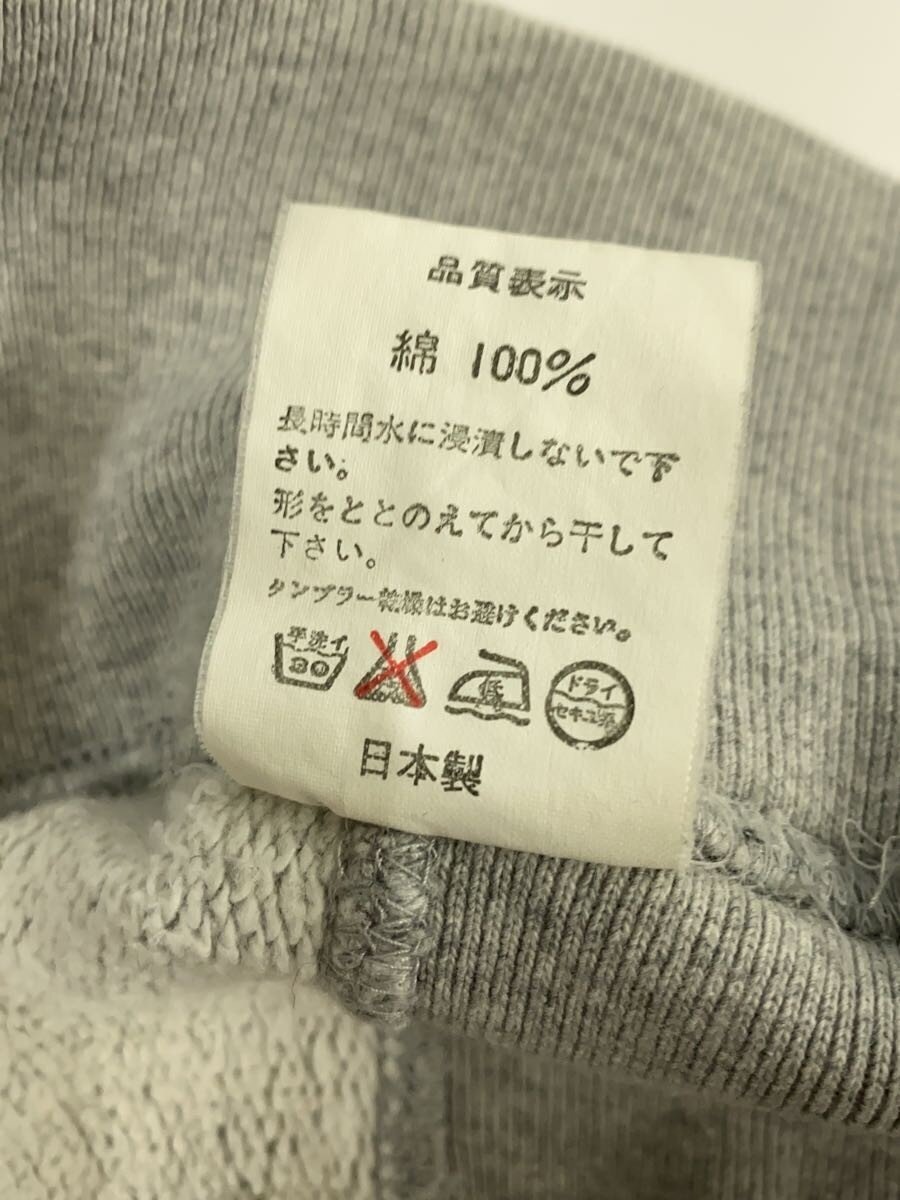 品質表示
綿 100%
長時間水に浸漬しないで下
さい。
形をととのえてから干して
下さい。
タンブラー乾燥はお避けください。
手洗イ
30
低
ドライ
セキユ系
日本製